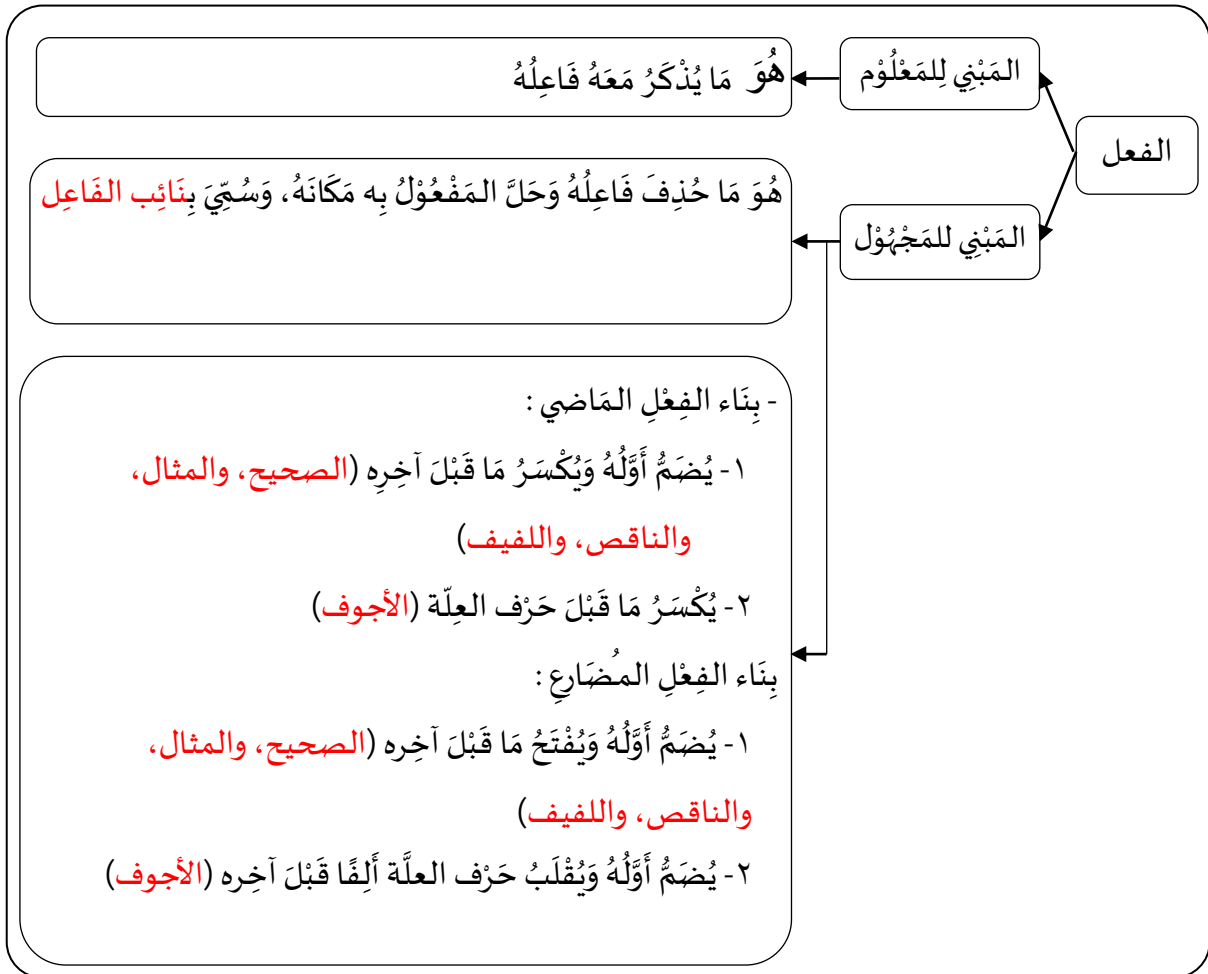 الفعل
المَبْنِي لِلمَعْلُوْم
هُوَ مَا يُذْكَرُ مَعَهُ فَاعِلُهُ
المَبْنِي للمَجْهُوْل
هُوَ مَا حُذِفَ فَاعِلُهُ وَحَلَّ المَفْعُوْلُ بِه مَكَانَهُ، وَسُمِّيَ بِنَائِب الفَاعِل
- بِنَاء الفِعْلِ المَاضي :
١- يُضَمُّ أَوَّلُهُ وَيُكْسَرُ مَا قَبْلَ آخِرِه (الصحيح، والمثال،
والناقص، واللفيف)
٢- يُكْسَرُ مَا قَبْلَ حَرْف العِلّة (الأجوف)
بِنَاء الفِعْلِ المُضَارِعِ :
١- يُضَمُّ أَوَّلُهُ وَيُفْتَحُ مَا قَبْلَ آخِره (الصحيح، والمثال،
والناقص، واللفيف)
٢- يُضَمُّ أَوَّلُهُ وَيُقْلَبُ حَرْف العلَّة أَلِفًا قَبْلَ آخِره (الأجوف)